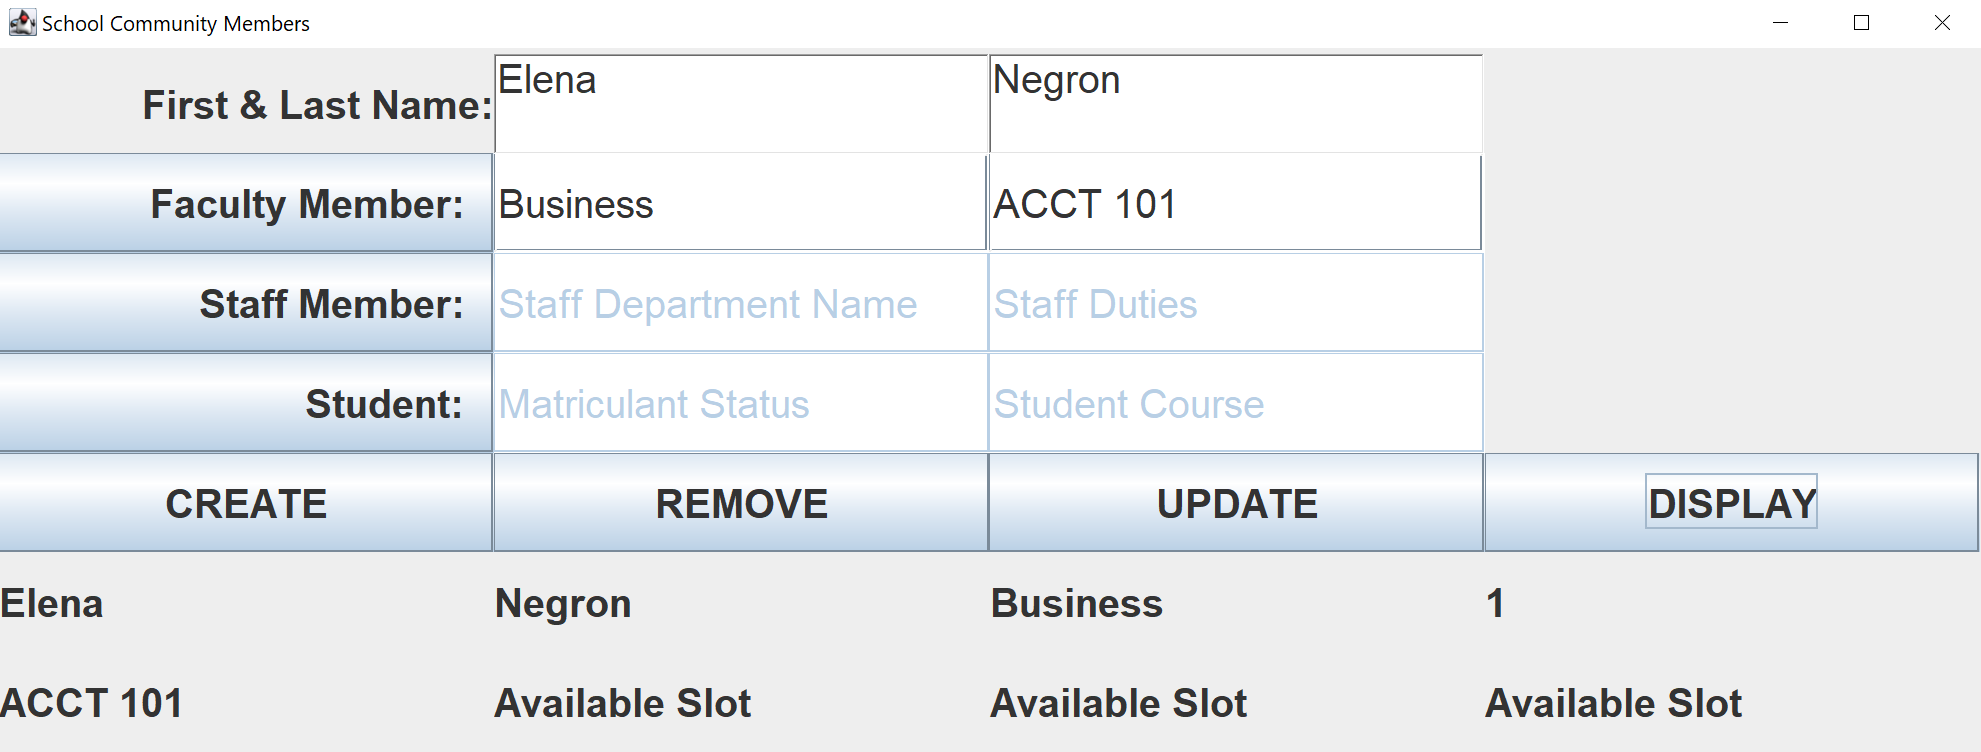 School Community Members
First & Last Name: Elena Negron
Faculty Member: Business ACCT 101
Staff Member: Staff Department Name Staff Duties
Student: Matriculant Status Student Course
CREATE REMOVE UPDATE DISPLAY
Elena Negron Business 1
ACCT 101 Available Slot Available Slot Available Slot